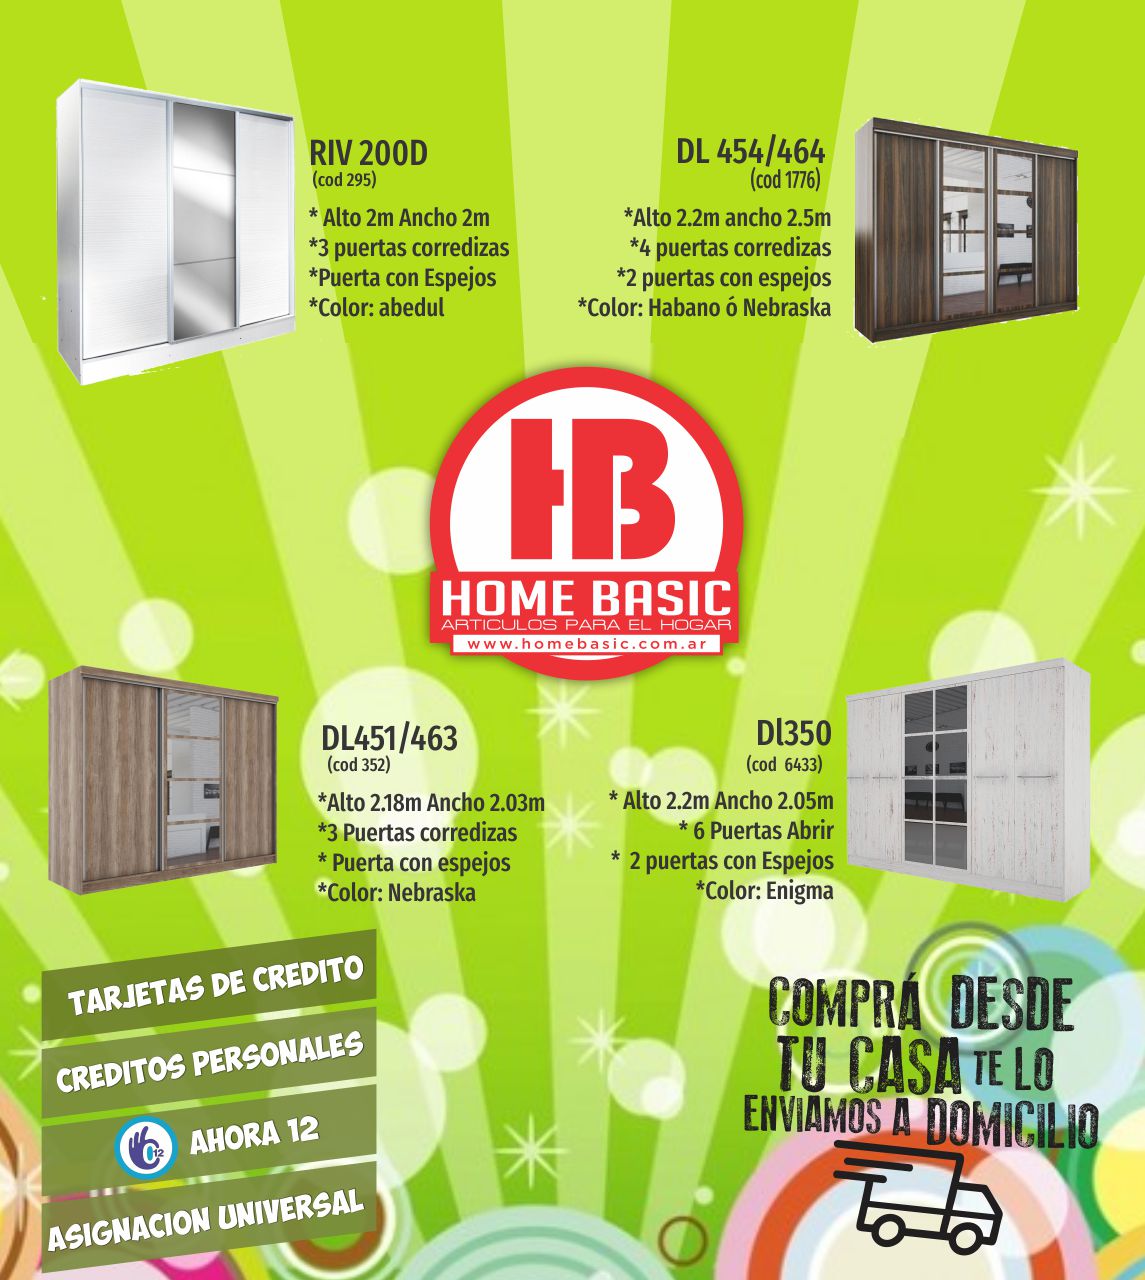 RIV 200D
(cod 295)
* Alto 2m Ancho 2m
*3 puertas corredizas
*Puerta con Espejos
*Color: abedul
DL 454/464
(cod 1776)
*Alto 2.2m ancho 2.5m
*4 puertas corredizas
*2 puertas con espejos
*Color: Habano ó Nebraska
HB
HOME BASIC
ARTICULOS PARA EL HOGAR
www.homebasic.com.ar
DL451/463
(cod 352)
*Alto 2.18m Ancho 2.03m
*3 Puertas corredizas
* Puerta con espejos
*Color: Nebraska
Dl350
(cod 6433)
* Alto 2.2m Ancho 2.05m
* 6 Puertas Abrir
* 2 puertas con Espejos
*Color: Enigma
TARJETAS DE CREDITO
CREDITOS PERSONALES
12 AHORA 12
ASIGNACION UNIVERSAL
COMPRÁ DESDE
TU CASA TE LO
ENVIAMOS A DOMICILIO